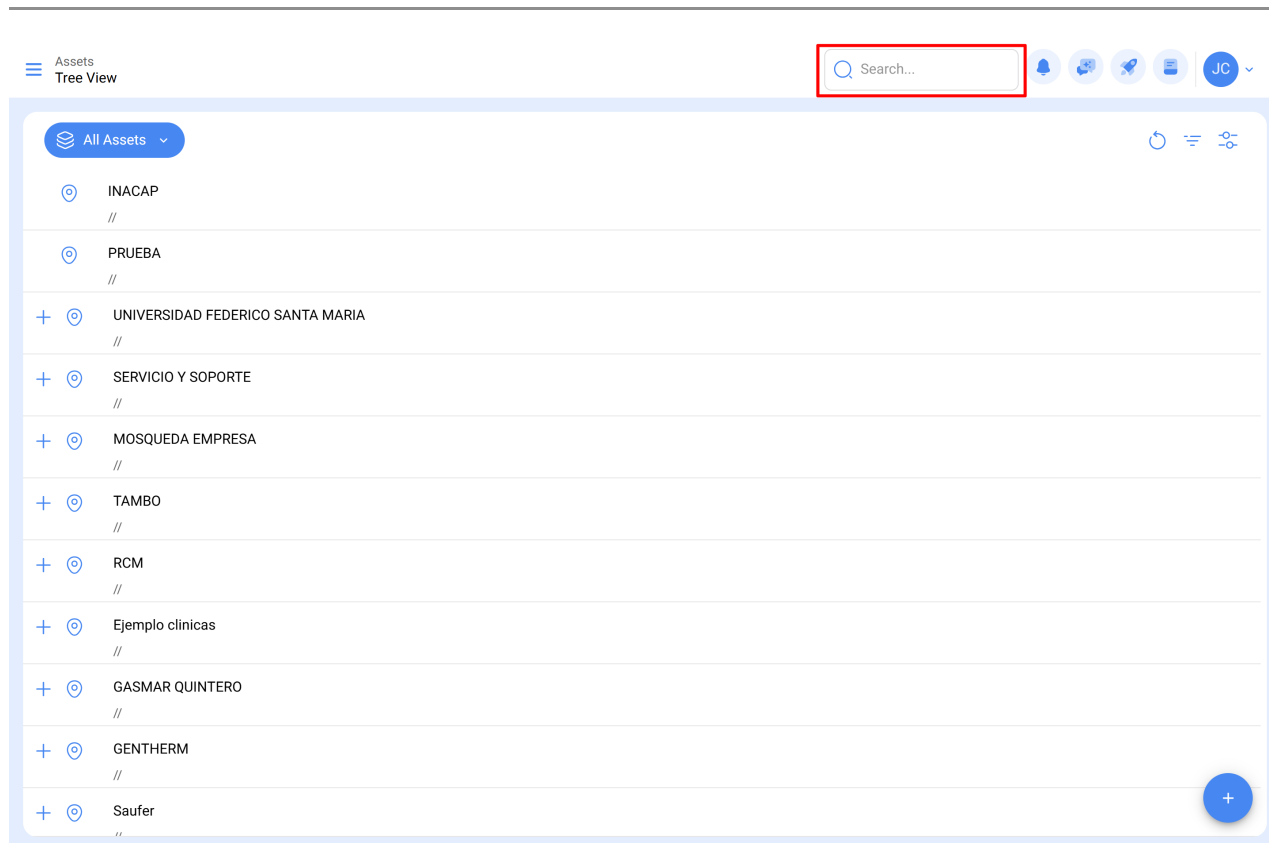 Assets
Tree View
Search...
JC
All Assets
INACAP
//
PRUEBA
//
UNIVERSIDAD FEDERICO SANTA MARIA
//
SERVICIO Y SOPORTE
//
MOSQUEDA EMPRESA
//
TAMBO
//
RCM
//
Ejemplo clinicas
//
GASMAR QUINTERO
//
GENTHERM
//
Saufer
//